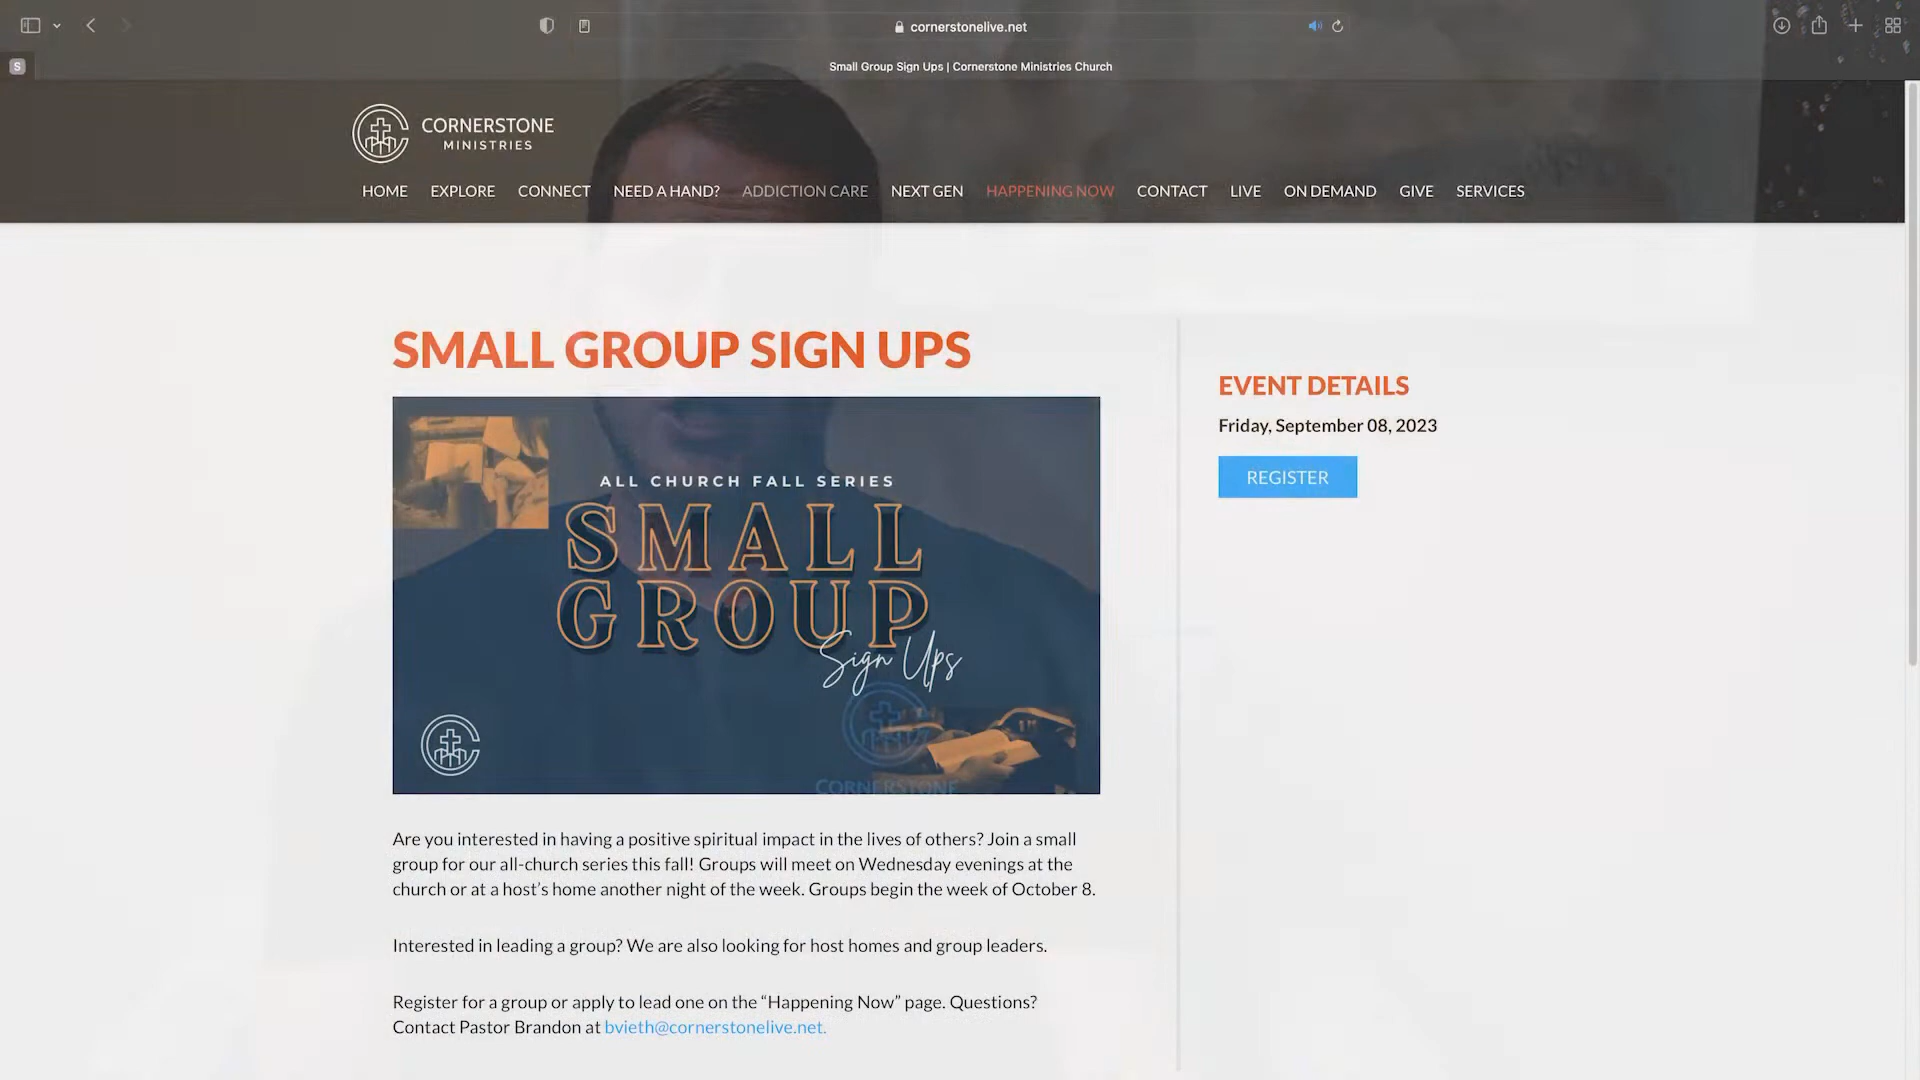 cornerstonelive.net
S
Small Group Sign Ups | Cornerstone Ministries Church
CORNERSTONE
MINISTRIES
HOME EXPLORE CONNECT NEED A HAND? ADDICTION CARE NEXT GEN HAPPENING NOW CONTACT LIVE ON DEMAND GIVE SERVICES
SMALL GROUP SIGN UPS
ALL CHURCH FALL SERIES
SMALL
GROUP
Sign Ups
CORNERSTONE
EVENT DETAILS
Friday, September 08, 2023
REGISTER
Are you interested in having a positive spiritual impact in the lives of others? Join a small
group for our all-church series this fall! Groups will meet on Wednesday evenings at the
church or at a host’s home another night of the week. Groups begin the week of October 8.
Interested in leading a group? We are also looking for host homes and group leaders.
Register for a group or apply to lead one on the “Happening Now” page. Questions?
Contact Pastor Brandon at bvieth@cornerstonelive.net.